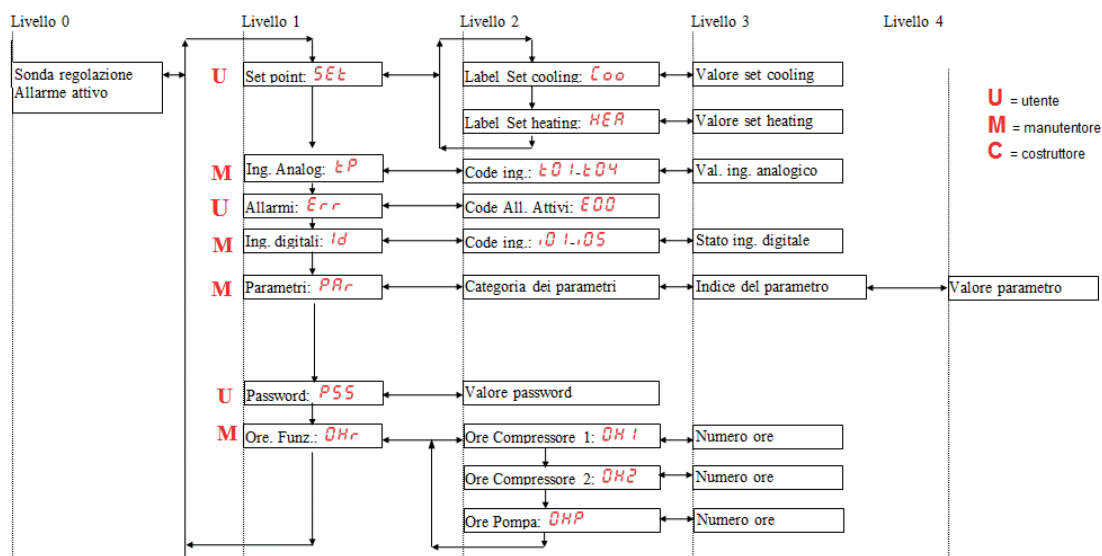 Livello 0 Livello 1 Livello 2 Livello 3 Livello 4
Sonda regolazione
Allarme attivo
U Set point: SEt Label Set cooling: Coo Valore set cooling
Label Set heating: HEA Valore set heating
U = utente
M = manutentore
C = costruttore
M Ing. Analog: tP Code ing.: t01-t04 Val. ing. analogico
U Allarmi: Err Code All. Attivi: E00
M Ing. digitali: Id Code ing.: i01-i05 Stato ing. digitale
M Parametri: PAr Categoria dei parametri Indice del parametro Valore parametro
U Password: PSS Valore password
M Ore. Funz.: OHr Ore Compressore 1: OH1 Numero ore
Ore Compressore 2: OH2 Numero ore
Ore Pompa: OHP Numero ore